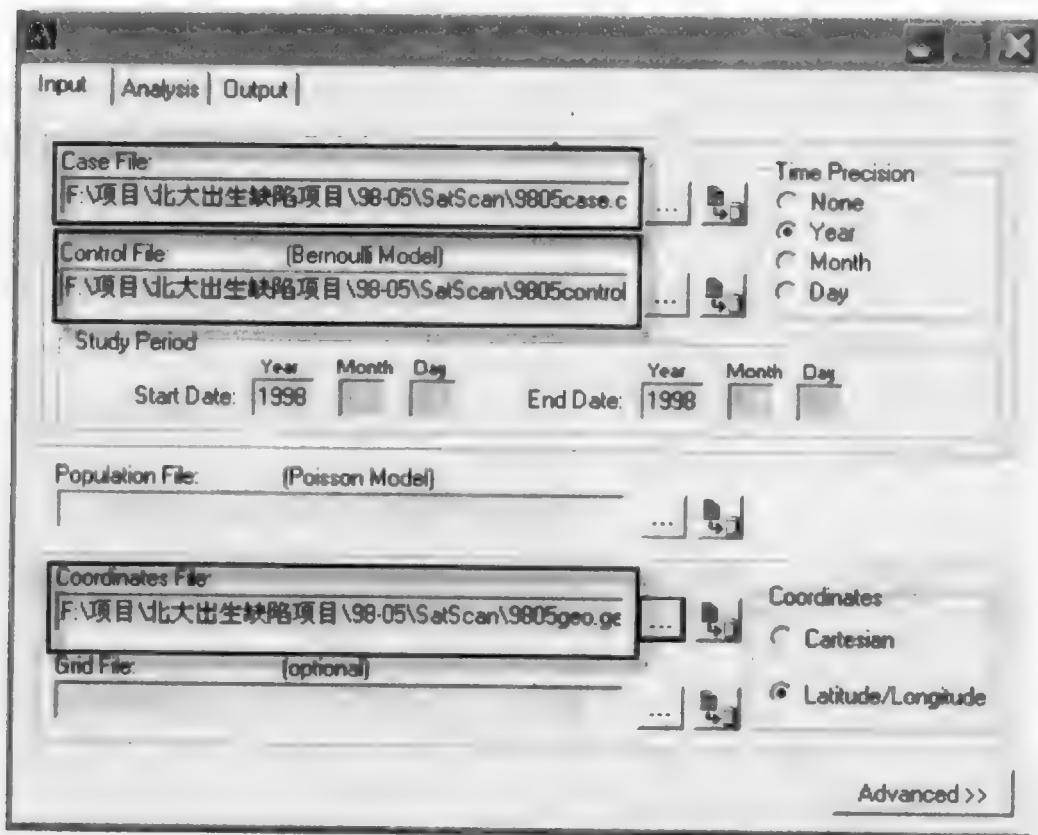 Input Analysis Output
Case File:
F:\项目\北大出生缺陷项目\98-05\SatScan\9805case.c
...
Control File: (Bernoulli Model)
F:\项目\北大出生缺陷项目\98-05\SatScan\9805control
...
Time Precision
None
Year
Month
Day
Study Period
Year Month Day Year Month Day
Start Date: 1998 End Date: 1998
Population File: (Poisson Model)
...
Coordinates File:
F:\项目\北大出生缺陷项目\98-05\SatScan\9805geo.ge
...
Grid File: (optional)
...
Coordinates
Cartesian
Latitude/Longitude
Advanced >>